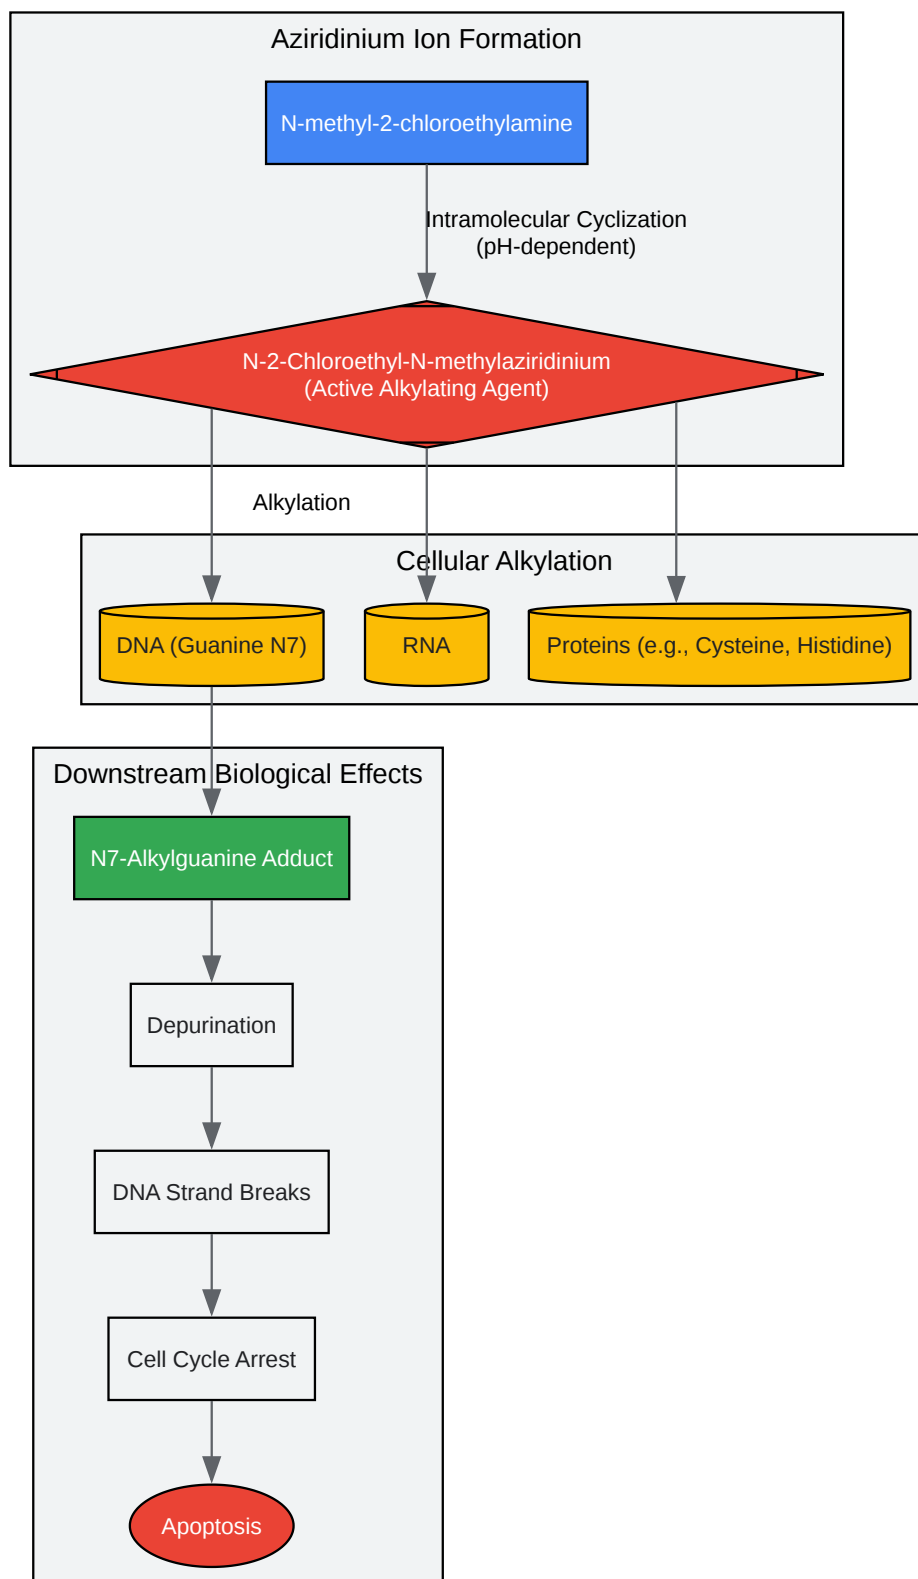 Aziridinium Ion Formation
N-methyl-2-chloroethylamine
Intramolecular Cyclization
(pH-dependent)
N-2-Chloroethyl-N-methylaziridinium
(Active Alkylating Agent)
Alkylation
Cellular Alkylation
DNA (Guanine N7)
RNA
Proteins (e.g., Cysteine, Histidine)
Downstream Biological Effects
N7-Alkylguanine Adduct
Depurination
DNA Strand Breaks
Cell Cycle Arrest
Apoptosis